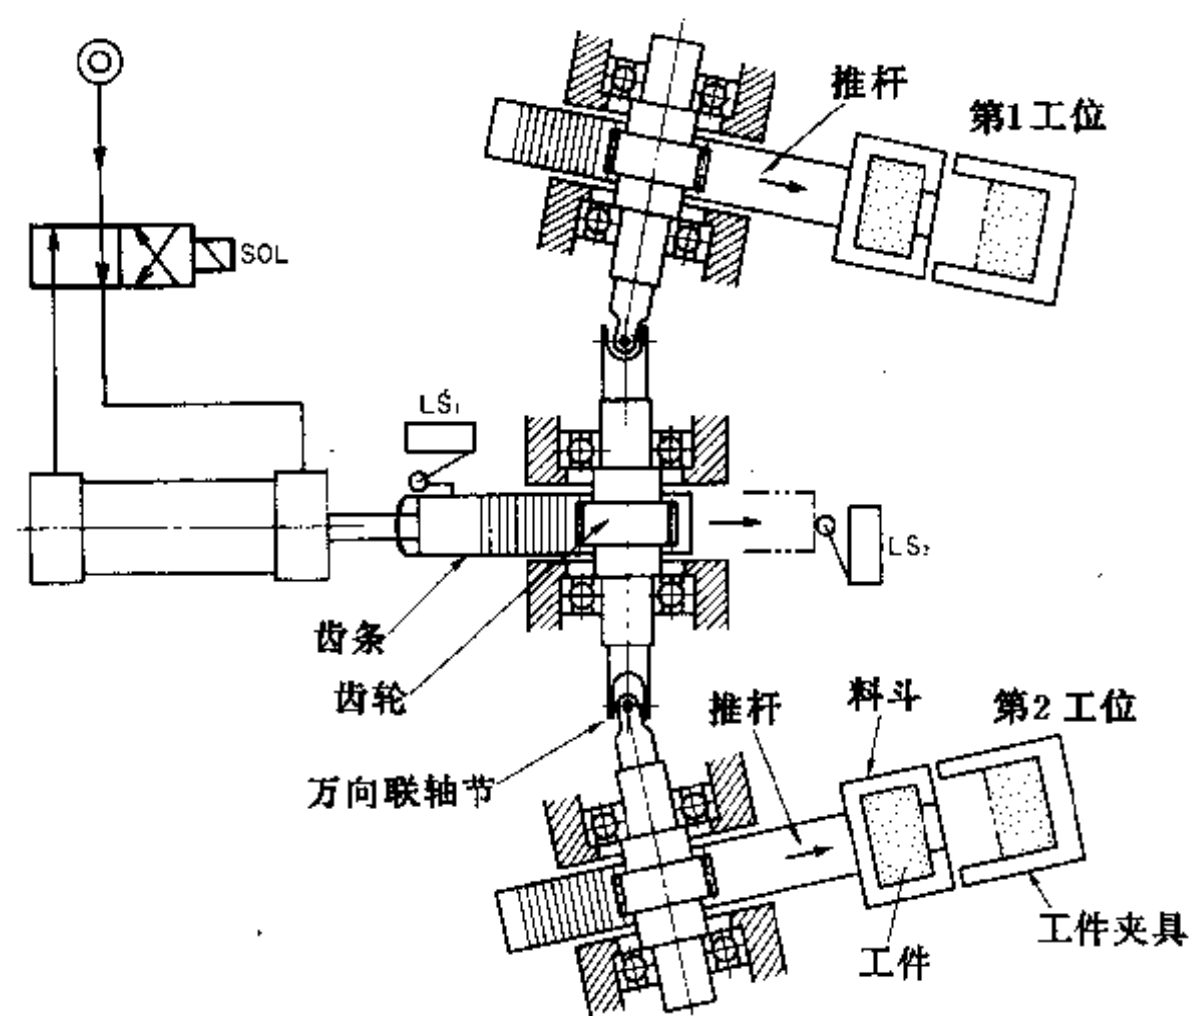 推杆
第1工位
SOL
LS₁
LS₂
齿条
齿轮
万向联轴节
推杆
料斗
第2工位
工件
工件夹具